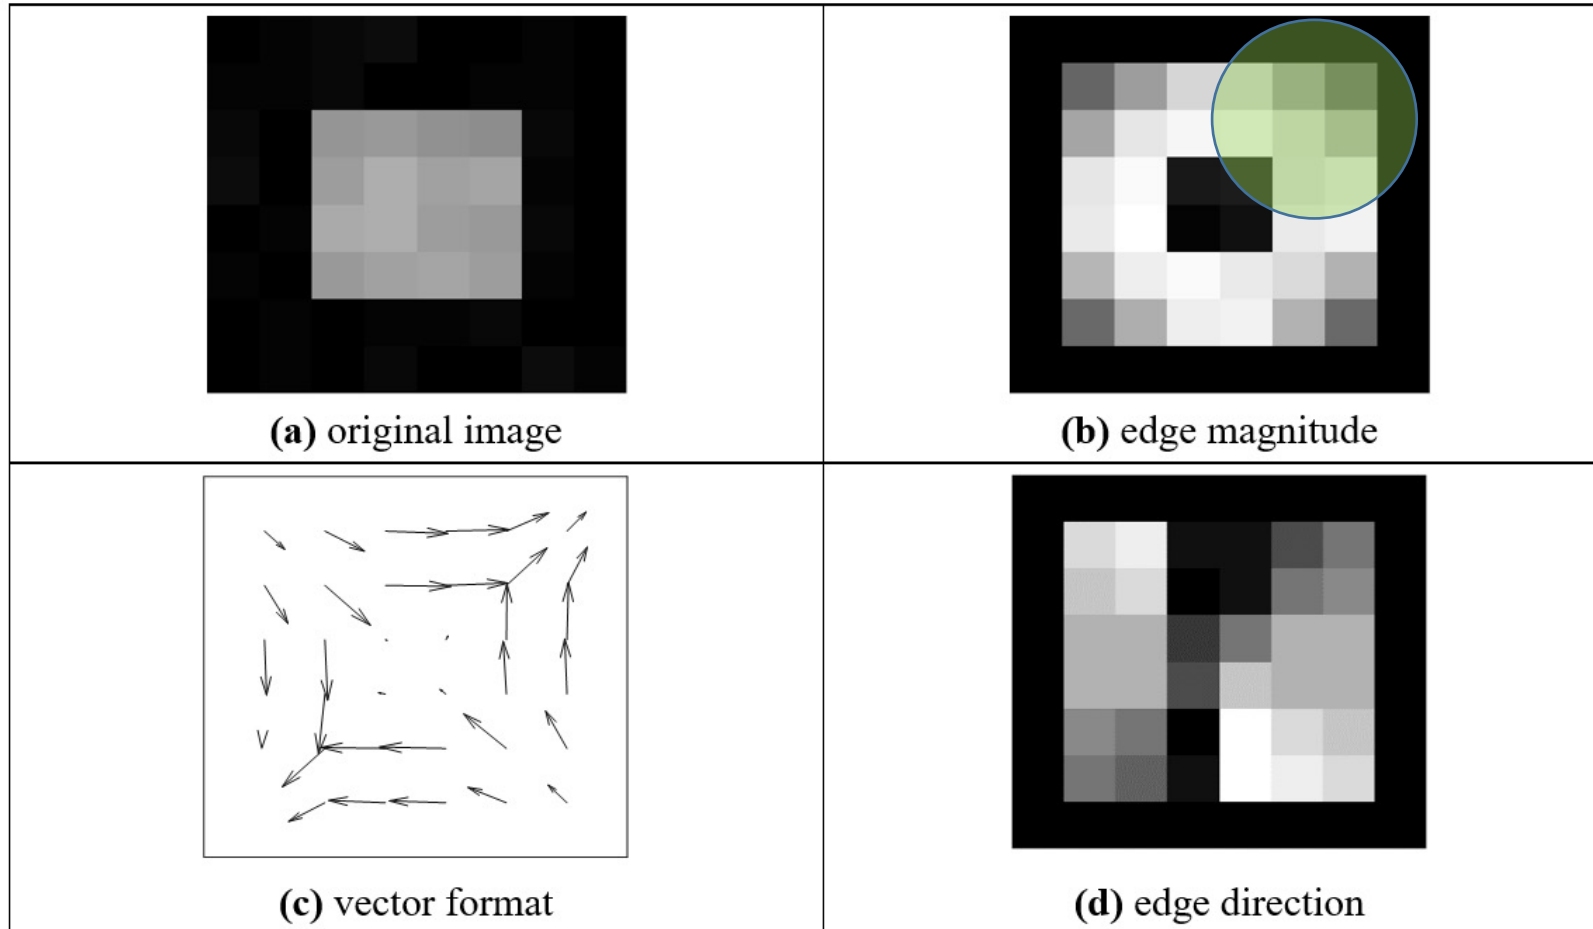 (a) original image
(b) edge magnitude
(c) vector format
(d) edge direction